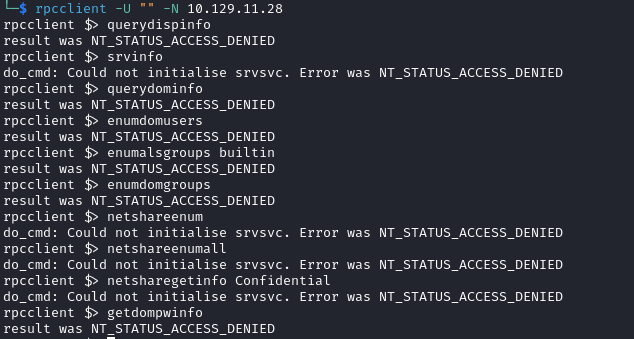 └─$ rpcclient -U "" -N 10.129.11.28
rpcclient $> querydispinfo
result was NT_STATUS_ACCESS_DENIED
rpcclient $> srvinfo
do_cmd: Could not initialise srvsvc. Error was NT_STATUS_ACCESS_DENIED
rpcclient $> querydominfo
result was NT_STATUS_ACCESS_DENIED
rpcclient $> enumdomusers
result was NT_STATUS_ACCESS_DENIED
rpcclient $> enumalsgroups builtin
result was NT_STATUS_ACCESS_DENIED
rpcclient $> enumdomgroups
result was NT_STATUS_ACCESS_DENIED
rpcclient $> netshareenum
do_cmd: Could not initialise srvsvc. Error was NT_STATUS_ACCESS_DENIED
rpcclient $> netshareenumall
do_cmd: Could not initialise srvsvc. Error was NT_STATUS_ACCESS_DENIED
rpcclient $> netsharegetinfo Confidential
do_cmd: Could not initialise srvsvc. Error was NT_STATUS_ACCESS_DENIED
rpcclient $> getdompwinfo
result was NT_STATUS_ACCESS_DENIED